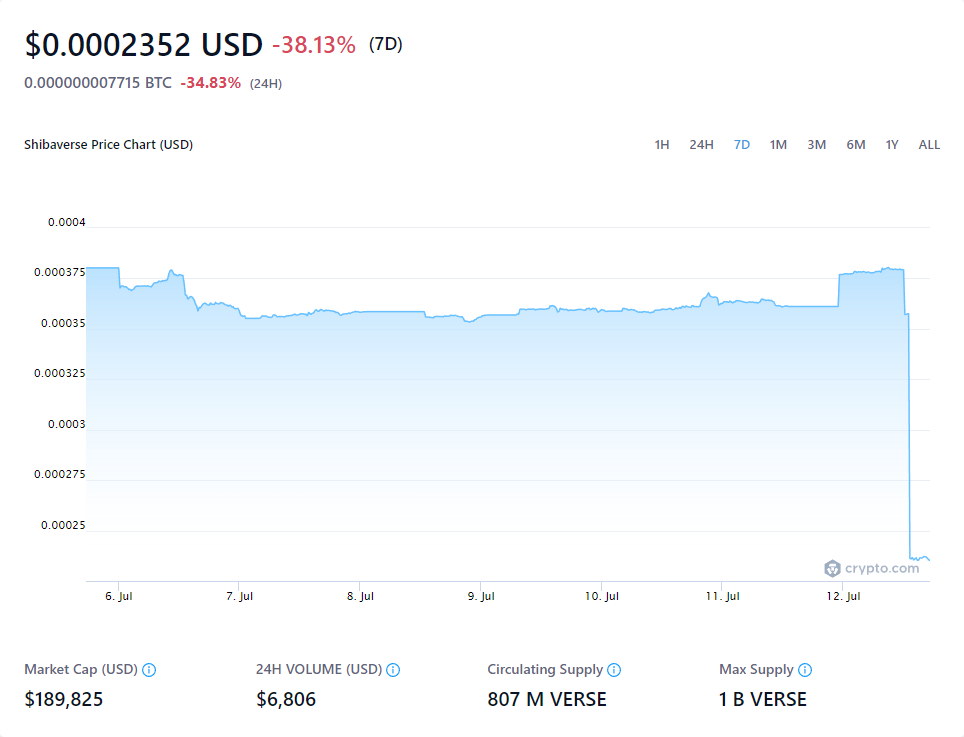 $0.0002352 USD -38.13% (7D)
0.000000007715 BTC -34.83% (24H)
Shibaverse Price Chart (USD) 1H 24H 7D 1M 3M 6M 1Y ALL
0.0004
0.000375
0.00035
0.000325
0.0003
0.000275
0.00025
crypto.com
6. Jul 7. Jul 8. Jul 9. Jul 10. Jul 11. Jul 12. Jul
Market Cap (USD) 24H VOLUME (USD) Circulating Supply Max Supply
$189,825 $6,806 807 M VERSE 1 B VERSE